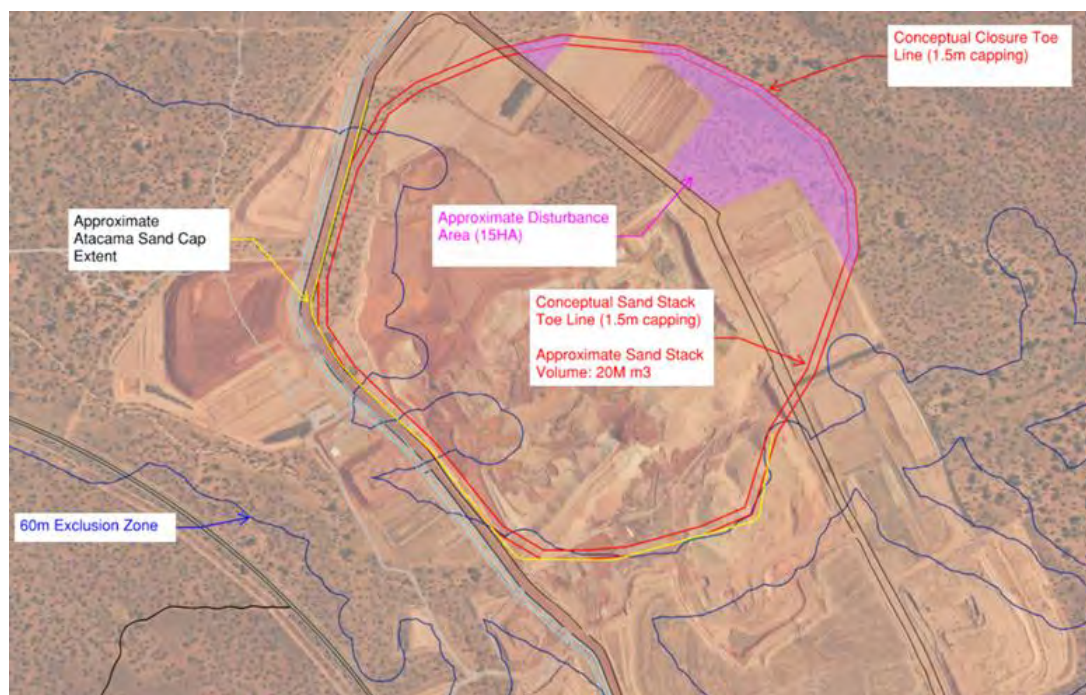 Conceptual Closure Toe
Line (1.5m capping)
Approximate
Atacama Sand Cap
Extent
Approximate Disturbance
Area (15HA)
Conceptual Sand Stack
Toe Line (1.5m capping)
Approximate Sand Stack
Volume: 20M m3
60m Exclusion Zone